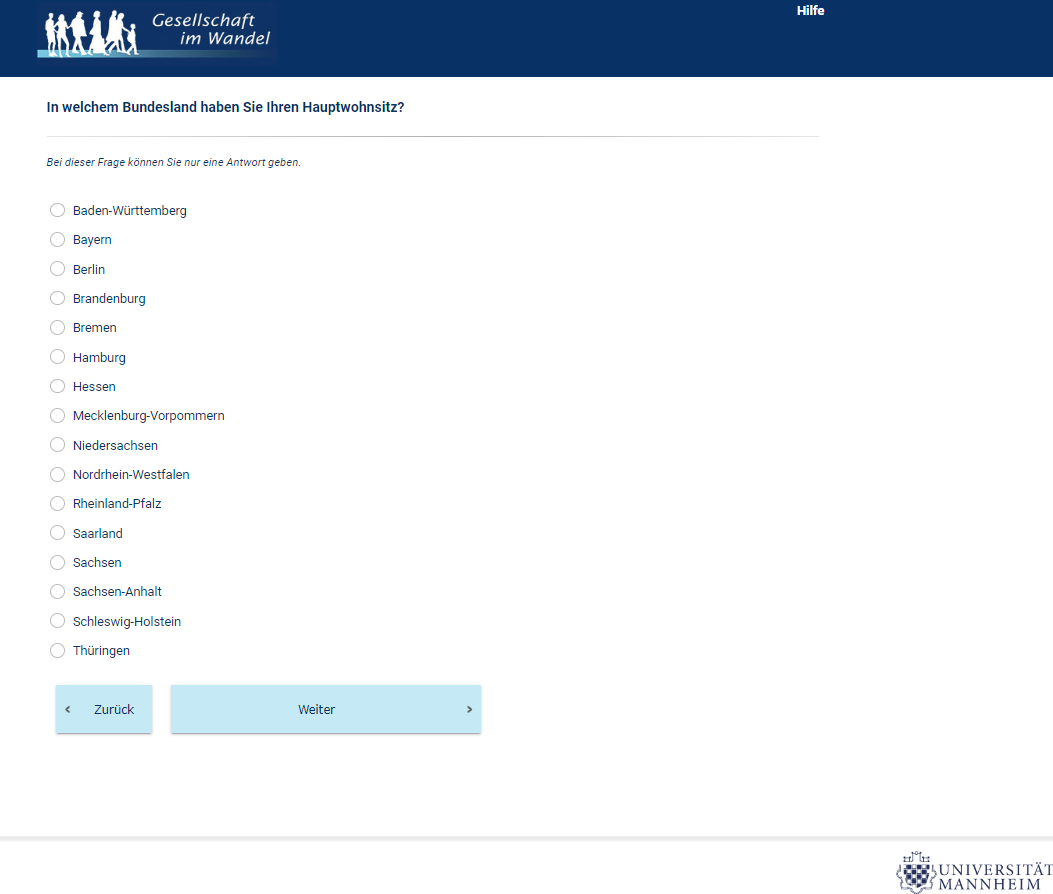 Gesellschaft
im Wandel
Hilfe
In welchem Bundesland haben Sie Ihren Hauptwohnsitz?
Bei dieser Frage können Sie nur eine Antwort geben.
Baden-Württemberg
Bayern
Berlin
Brandenburg
Bremen
Hamburg
Hessen
Mecklenburg-Vorpommern
Niedersachsen
Nordrhein-Westfalen
Rheinland-Pfalz
Saarland
Sachsen
Sachsen-Anhalt
Schleswig-Holstein
Thüringen
‹ Zurück
Weiter ›
UNIVERSITÄT
MANNHEIM